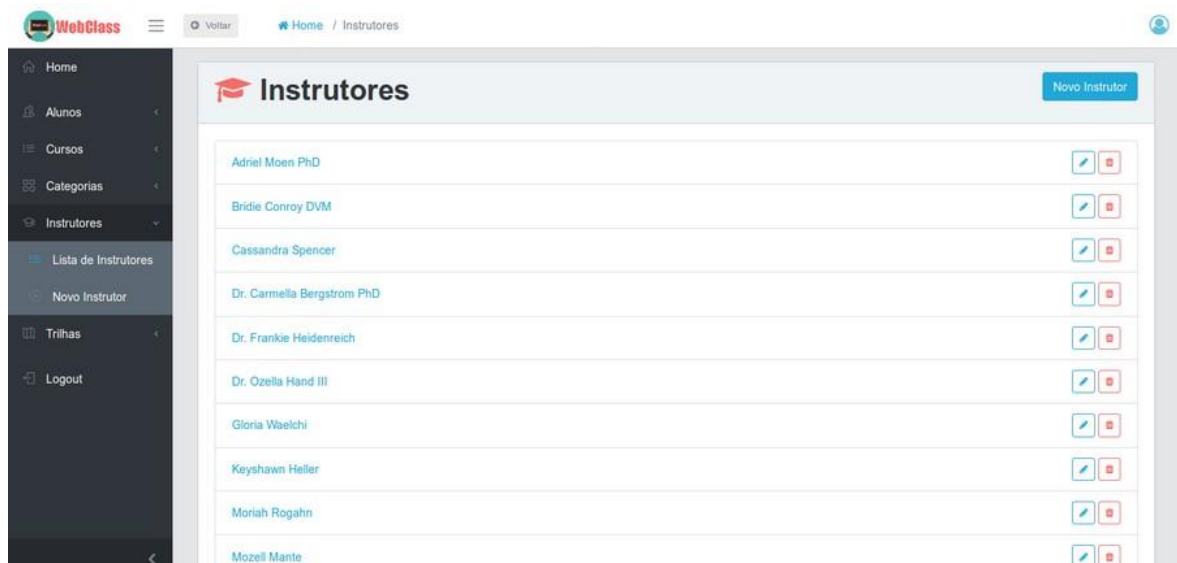 WebClass
Voltar
Home / Instrutores
Home
Alunos
Cursos
Categorias
Instrutores
Lista de Instrutores
Novo Instrutor
Trilhas
Logout
Instrutores
Novo Instrutor
Adriel Moen PhD
Bridie Conroy DVM
Cassandra Spencer
Dr. Carmella Bergstrom PhD
Dr. Frankie Heidenreich
Dr. Ozella Hand III
Gloria Waelchi
Keyshawn Heller
Moriah Rogahn
Mozell Mante